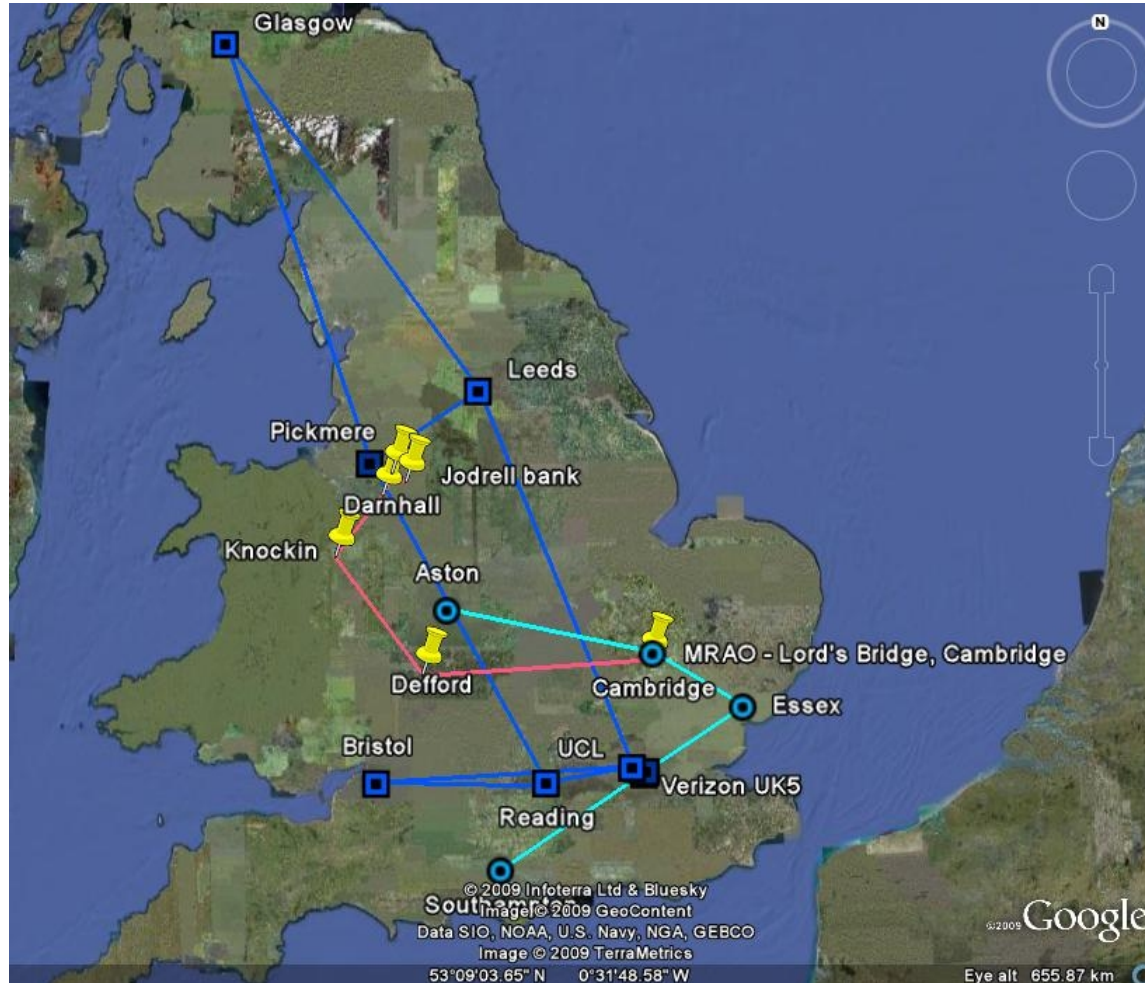 Glasgow
N
Leeds
Pickmere
Jodrell bank
Darnhall
Knockin
Aston
MRAO - Lord's Bridge, Cambridge
Defford
Cambridge
Essex
Bristol
UCL
Verizon UK5
Reading
© 2009 Infoterra Ltd & Bluesky
Southampton
Image © 2009 GeoContent
Data SIO, NOAA, U.S. Navy, NGA, GEBCO
©2009 Google
Image © 2009 TerraMetrics
53°09'03.65" N 0°31'48.58" W Eye alt 655.87 km